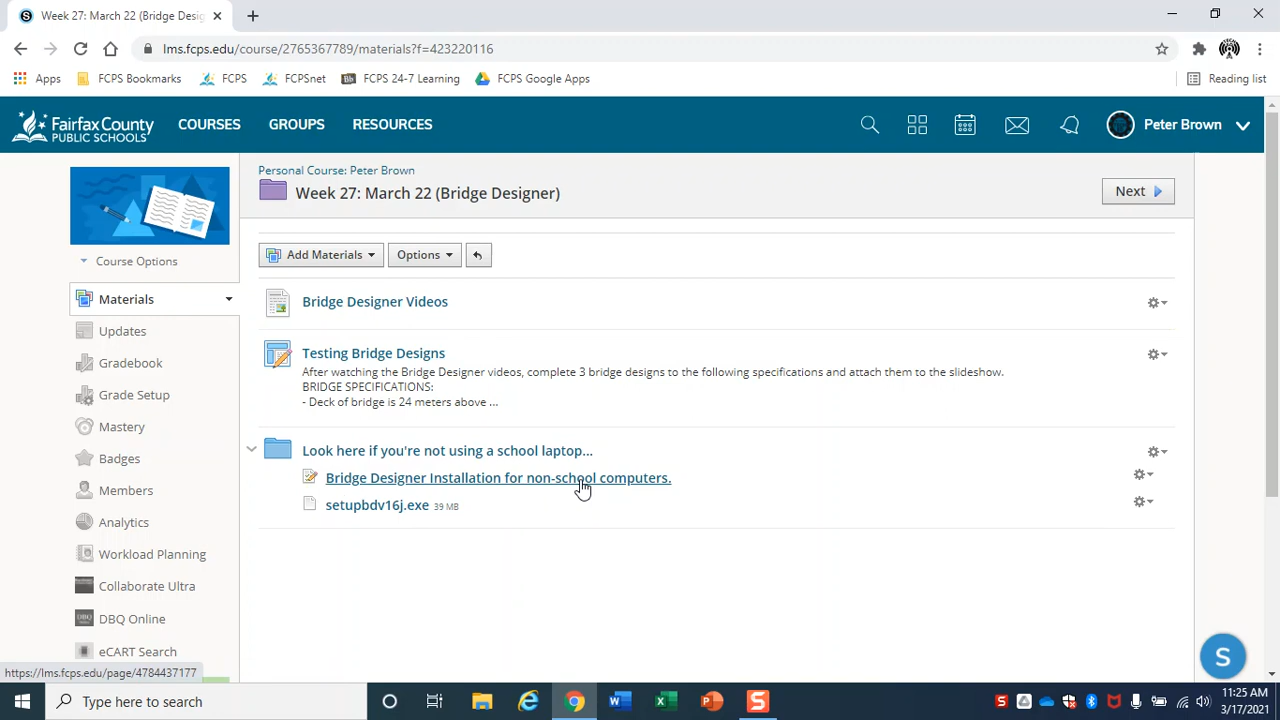 Week 27: March 22 (Bridge Desig
lms.fcps.edu/course/2765367789/materials?f=423220116
Apps
FCPS Bookmarks
FCPS
FCPSnet
Bb
FCPS 24-7 Learning
FCPS Google Apps
Reading list
Fairfax County
PUBLIC SCHOOLS
COURSES
GROUPS
RESOURCES
Peter Brown
Personal Course: Peter Brown
Week 27: March 22 (Bridge Designer)
Next
Course Options
Add Materials
Options
Materials
Updates
Gradebook
Grade Setup
Mastery
Badges
Members
Analytics
Workload Planning
Collaborate Ultra
DBQ
DBQ Online
eCART Search
Bridge Designer Videos
Testing Bridge Designs
After watching the Bridge Designer videos, complete 3 bridge designs to the following specifications and attach them to the slideshow.
BRIDGE SPECIFICATIONS:
- Deck of bridge is 24 meters above ...
Look here if you're not using a school laptop...
Bridge Designer Installation for non-school computers.
setupbdv16j.exe 39 MB
S
https://lms.fcps.edu/page/4784437177
Type here to search
11:25 AM
3/17/2021